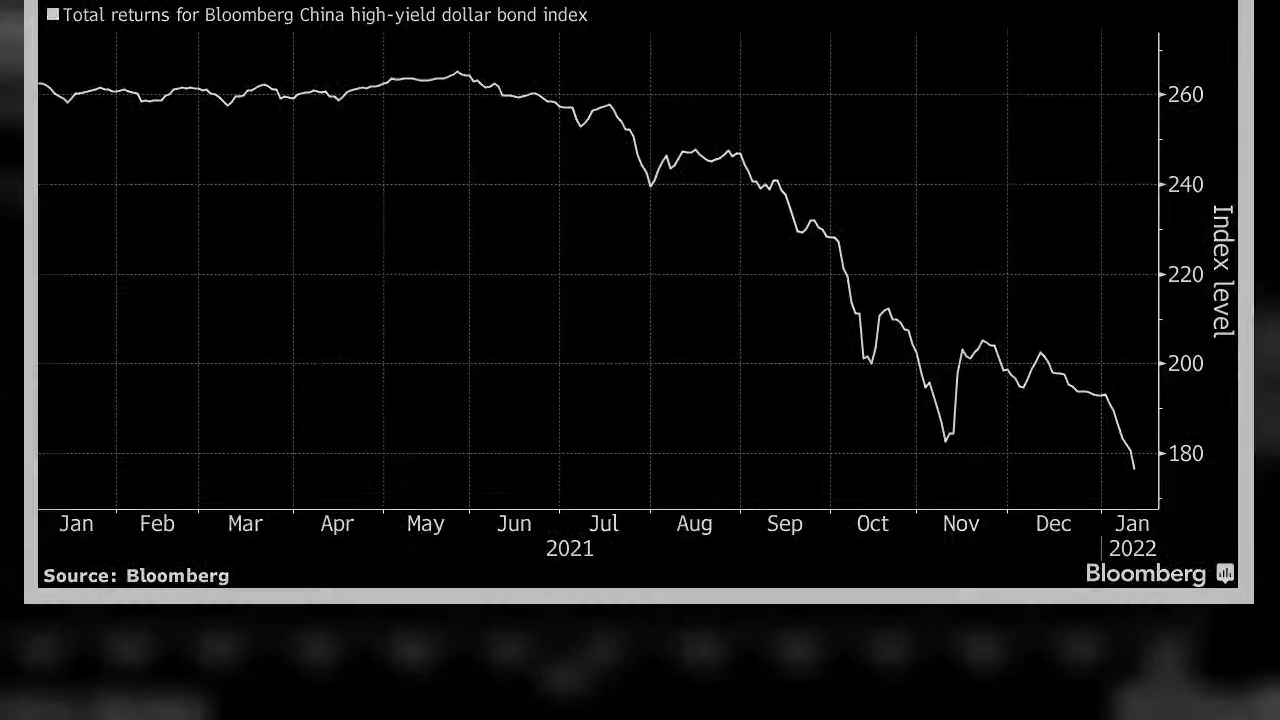 Total returns for Bloomberg China high-yield dollar bond index
260
240
220
200
180
Index level
Jan Feb Mar Apr May Jun Jul Aug Sep Oct Nov Dec Jan
2021 2022
Source: Bloomberg
Bloomberg